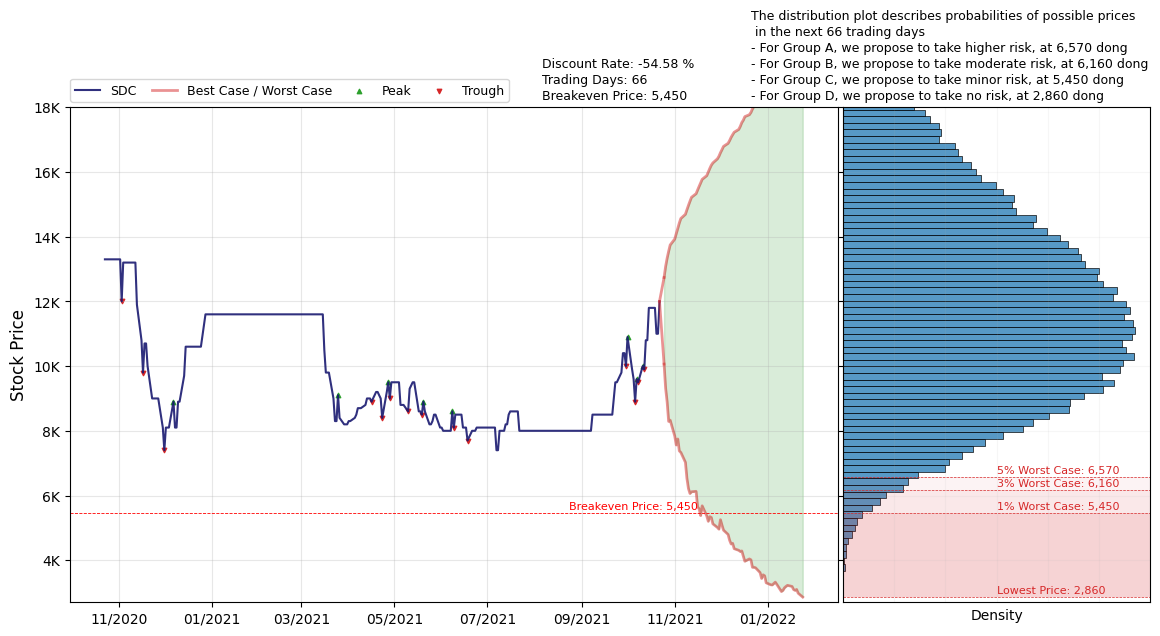 The distribution plot describes probabilities of possible prices
in the next 66 trading days
- For Group A, we propose to take higher risk, at 6,570 dong
- For Group B, we propose to take moderate risk, at 6,160 dong
- For Group C, we propose to take minor risk, at 5,450 dong
- For Group D, we propose to take no risk, at 2,860 dong
Discount Rate: -54.58 %
Trading Days: 66
Breakeven Price: 5,450
SDC
Best Case / Worst Case
Peak
Trough
Stock Price
18K
16K
14K
12K
10K
8K
6K
4K
Breakeven Price: 5,450
11/2020
01/2021
03/2021
05/2021
07/2021
09/2021
11/2021
01/2022
5% Worst Case: 6,570
3% Worst Case: 6,160
1% Worst Case: 5,450
Lowest Price: 2,860
Density